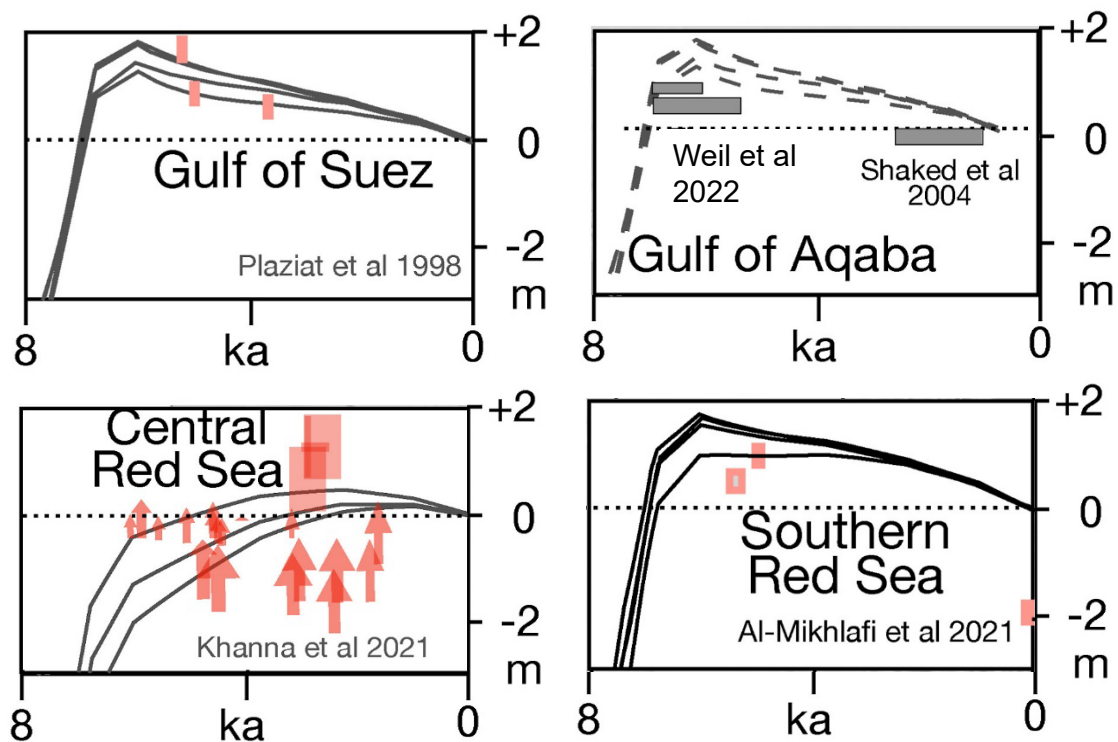 +2
0
-2
m
Gulf of Suez
Plaziat et al 1998
8
ka
0
+2
0
-2
m
Weil et al
2022
Shaked et al
2004
Gulf of Aqaba
8
ka
0
+2
0
-2
m
Central
Red Sea
Khanna et al 2021
8
ka
0
+2
0
-2
m
Southern
Red Sea
Al-Mikhlafi et al 2021
8
ka
0